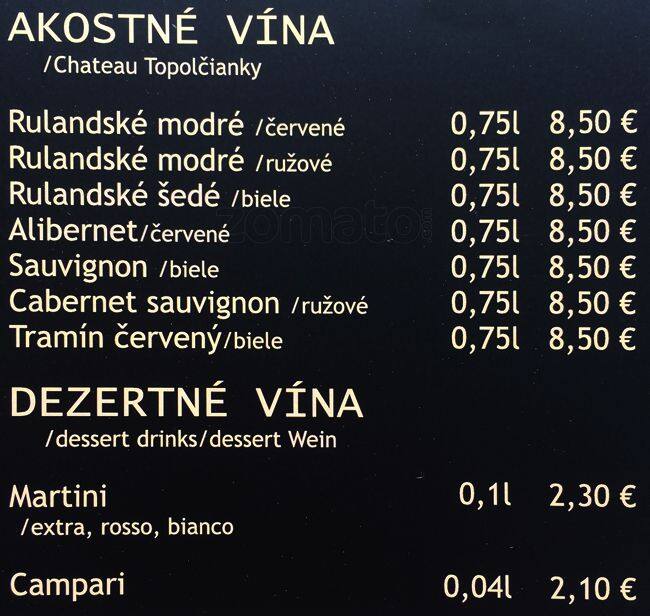 AKOSTNÉ VÍNA
/Chateau Topolčianky
Rulandské modré /červené 0,75l 8,50 €
Rulandské modré /ružové 0,75l 8,50 €
Rulandské šedé /biele 0,75l 8,50 €
zomato.com
Alibernet/červené 0,75l 8,50 €
Sauvignon /biele 0,75l 8,50 €
Cabernet sauvignon /ružové 0,75l 8,50 €
Tramín červený/biele 0,75l 8,50 €
DEZERTNÉ VÍNA
/dessert drinks/dessert Wein
Martini 0,1l 2,30 €
/extra, rosso, bianco
Campari 0,04l 2,10 €